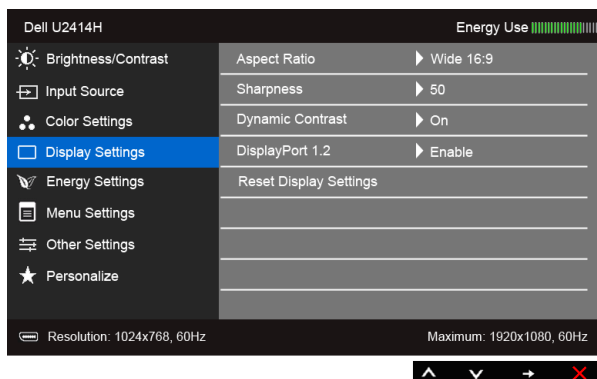 Dell U2414H Energy Use
Brightness/Contrast Aspect Ratio Wide 16:9
Input Source Sharpness 50
Color Settings Dynamic Contrast On
Display Settings DisplayPort 1.2 Enable
Energy Settings Reset Display Settings
Menu Settings
Other Settings
Personalize
Resolution: 1024x768, 60Hz Maximum: 1920x1080, 60Hz